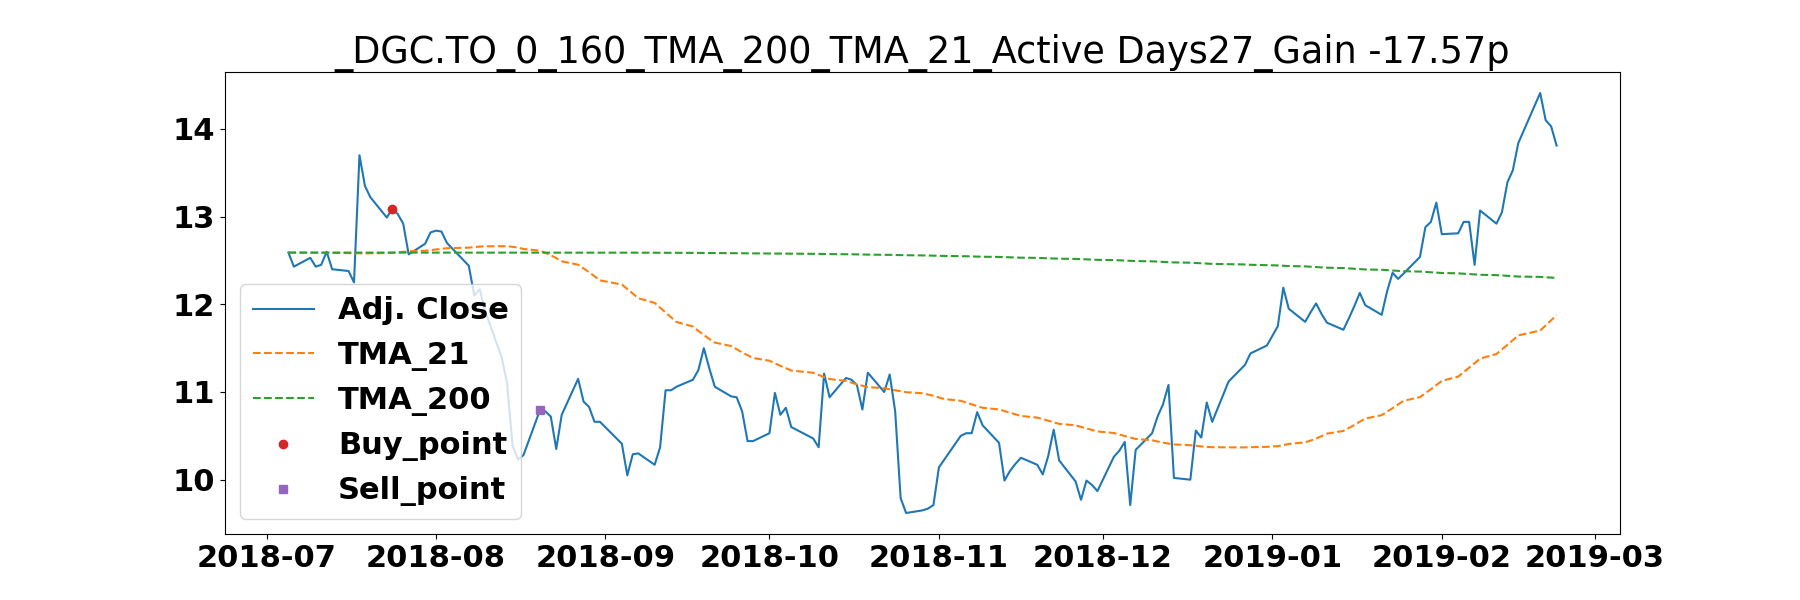 _DGC.TO_0_160_TMA_200_TMA_21_Active Days27_Gain -17.57p
14
13
12
11
10
Adj. Close
TMA_21
TMA_200
Buy_point
Sell_point
2018-07 2018-08 2018-09 2018-10 2018-11 2018-12 2019-01 2019-02 2019-03